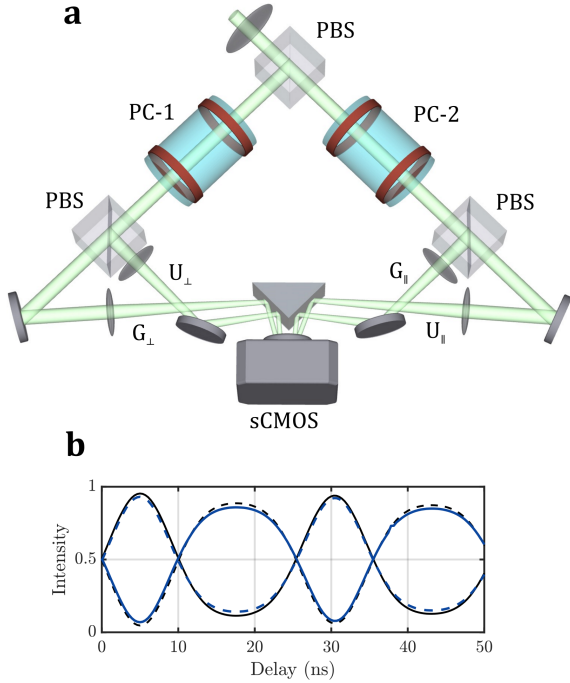 a
PBS
PC-1
PC-2
PBS
PBS
U⊥
G∥
G⊥
U∥
sCMOS
b
1
0.5
0
Intensity
0
10
20
30
40
50
Delay (ns)